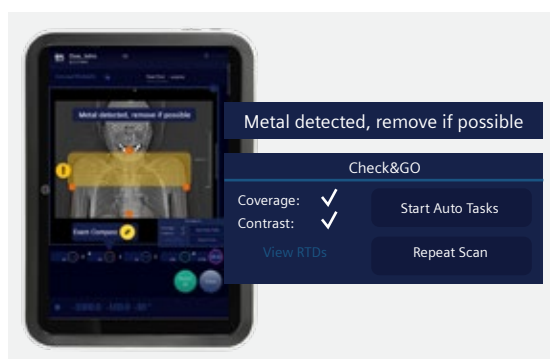 Metal detected, remove if possible
Exam Compass
Metal detected, remove if possible
Check&GO
Coverage: ✓
Contrast: ✓
Start Auto Tasks
View RTDs
Repeat Scan